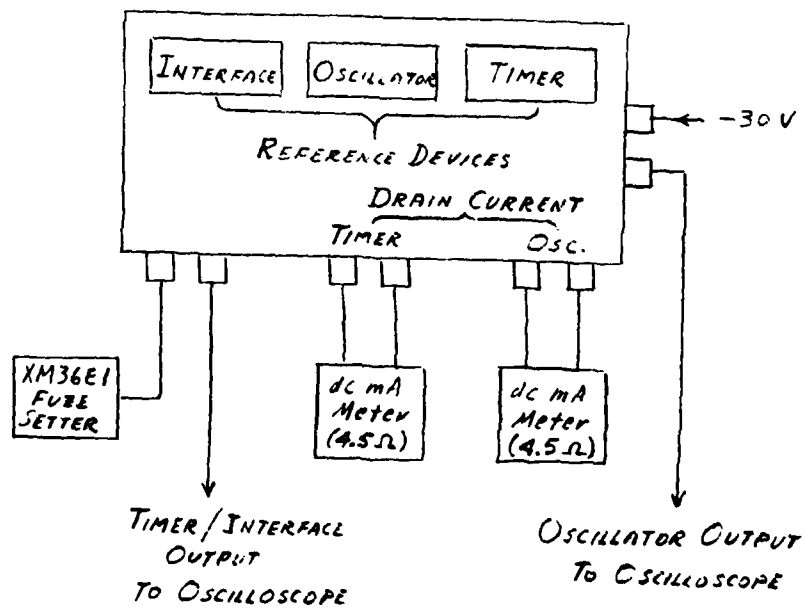 INTERFACE
OSCILLATOR
TIMER
-30V
REFERENCE DEVICES
DRAIN CURRENT
TIMER
OSC.
XM36E1
FUZE
SETTER
dc mA
Meter
(4.5Ω)
dc mA
Meter
(4.5Ω)
TIMER/INTERFACE
OUTPUT
TO OSCILLOSCOPE
OSCILLATOR OUTPUT
TO OSCILLOSCOPE